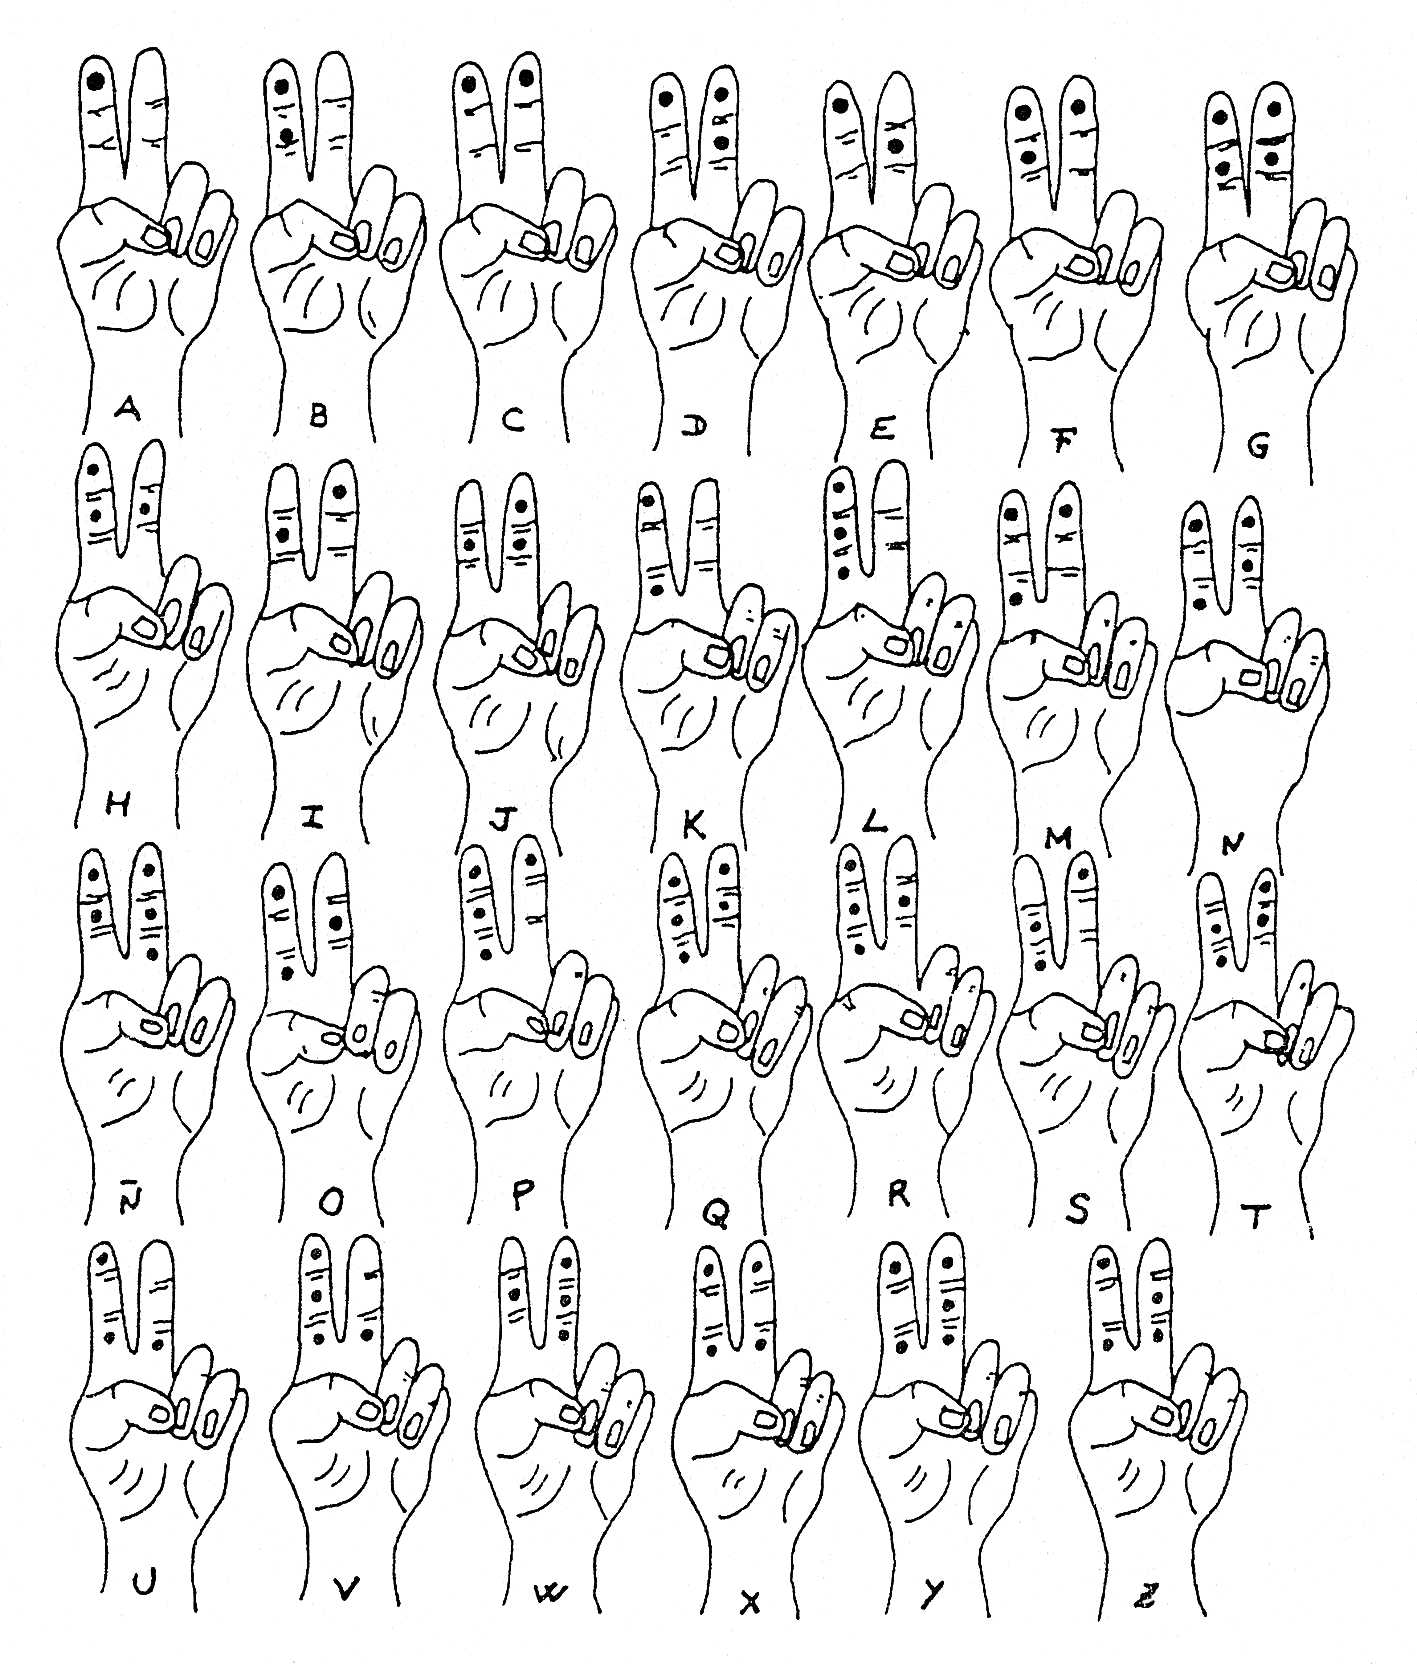 A B C D E F G
H I J K L M N
Ñ O P Q R S T
U V W X Y Z